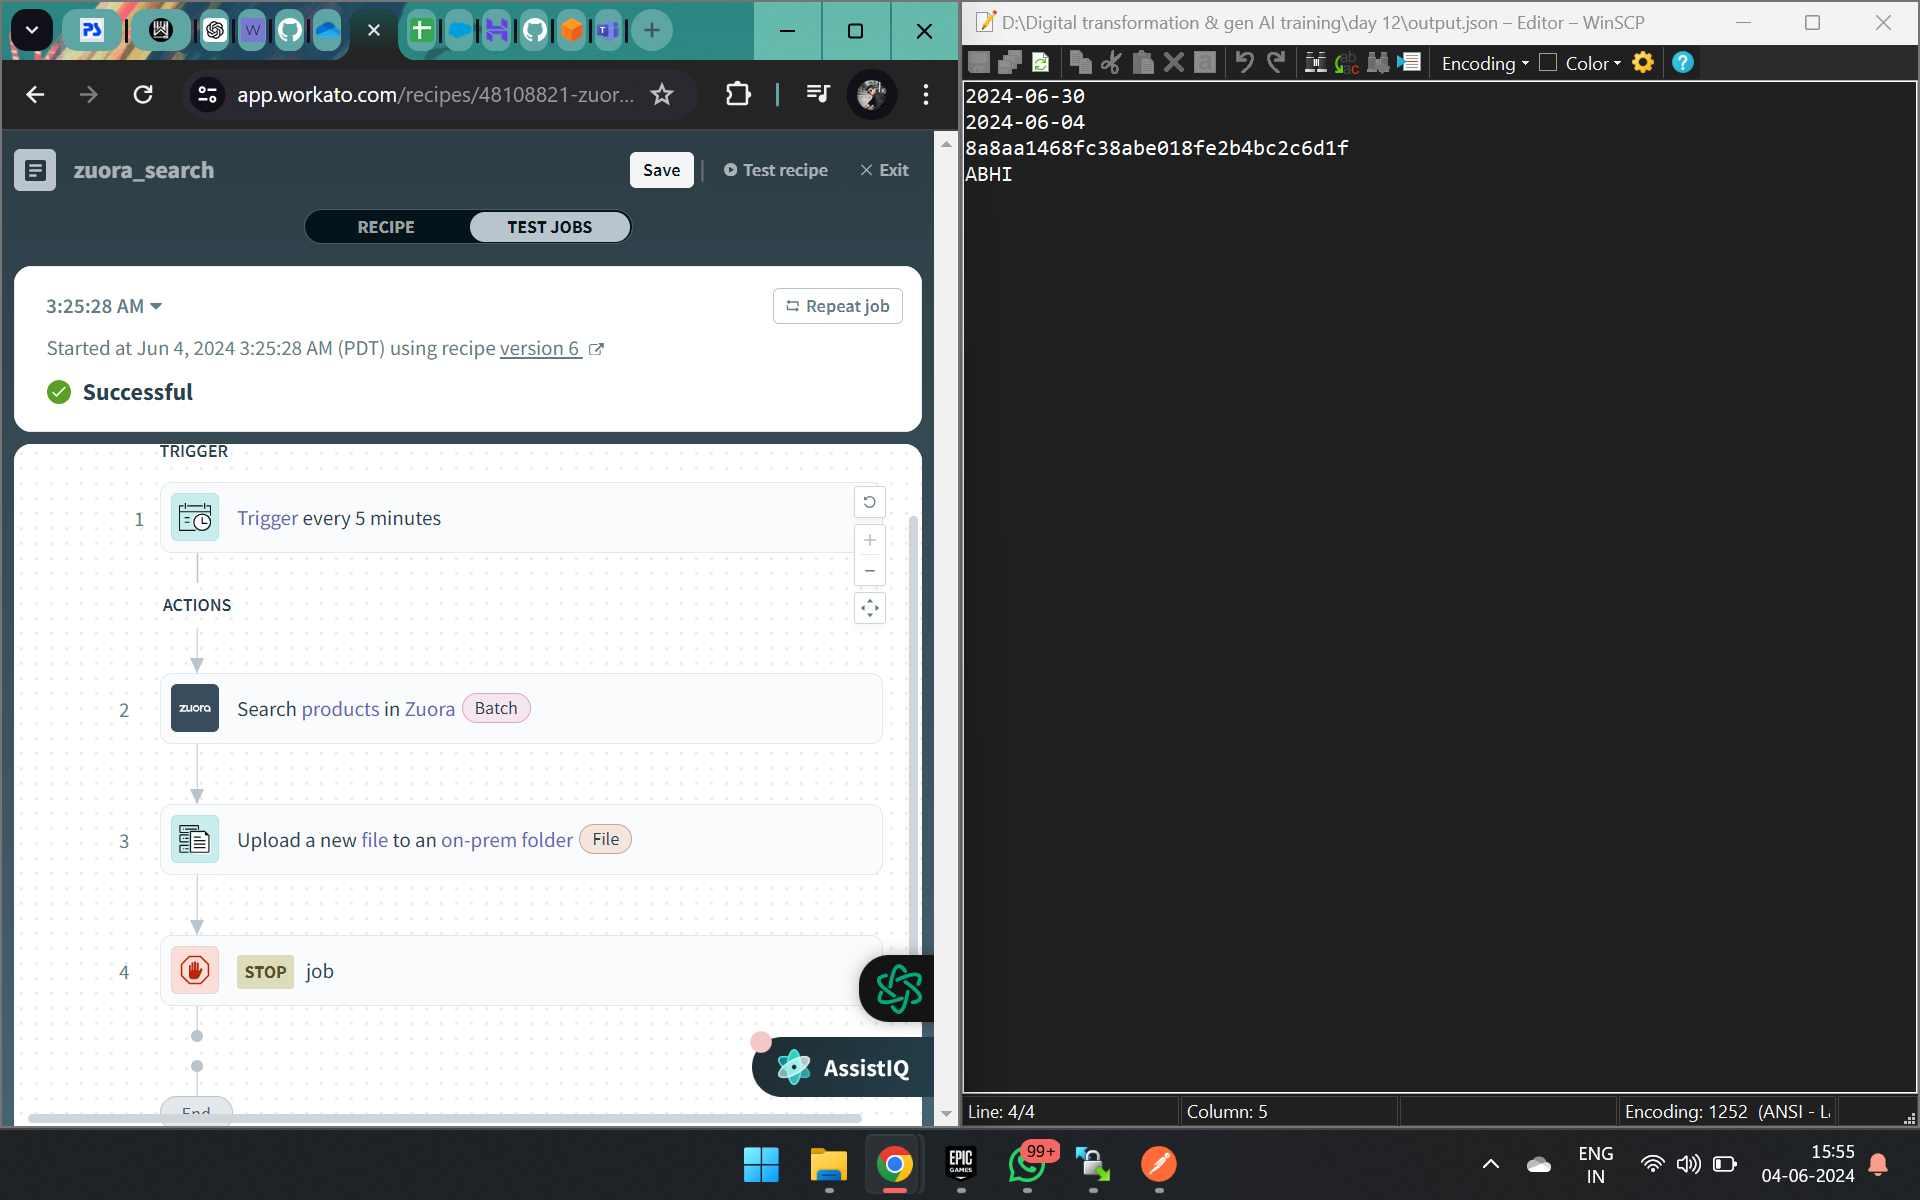 app.workato.com/recipes/48108821-zuor...
zuora_search
Save
Test recipe
Exit
RECIPE
TEST JOBS
3:25:28 AM
Repeat job
Started at Jun 4, 2024 3:25:28 AM (PDT) using recipe version 6
Successful
TRIGGER
1
Trigger every 5 minutes
ACTIONS
2
zuora
Search products in Zuora Batch
3
Upload a new file to an on-prem folder File
4
STOP job
End
AssistIQ
D:\Digital transformation & gen AI training\day 12\output.json – Editor – WinSCP
Encoding
Color
2024-06-30
2024-06-04
8a8aa1468fc38abe018fe2b4bc2c6d1f
ABHI
Line: 4/4
Column: 5
Encoding: 1252 (ANSI - L
EPIC
GAMES
99+
ENG
IN
15:55
04-06-2024